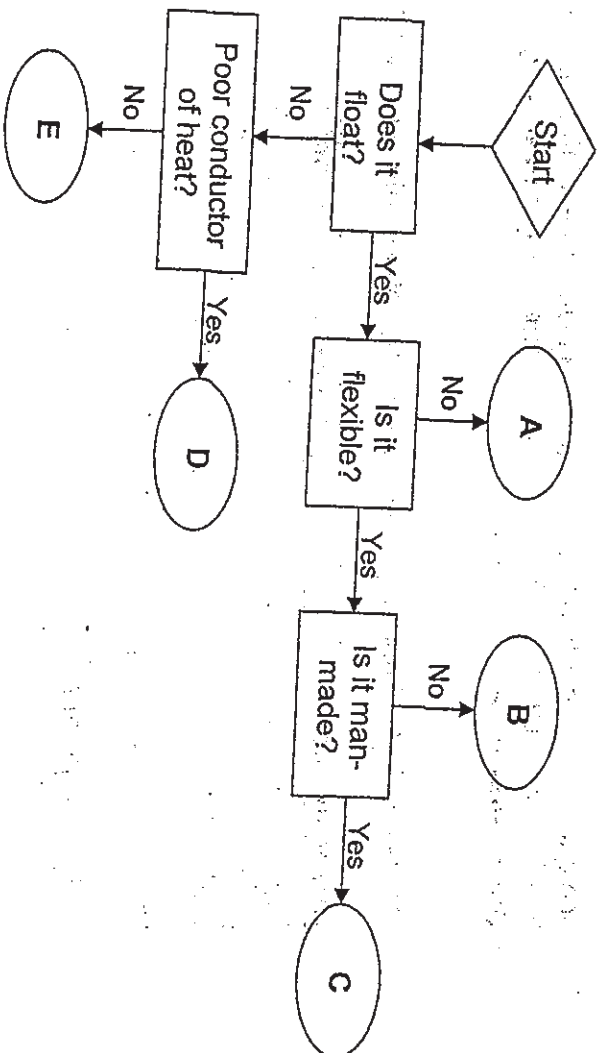 Start
Does it
float?
Yes
Is it
flexible?
No
A
Yes
Is it man-
made?
No
B
Yes
C
No
Poor conductor
of heat?
Yes
D
No
E